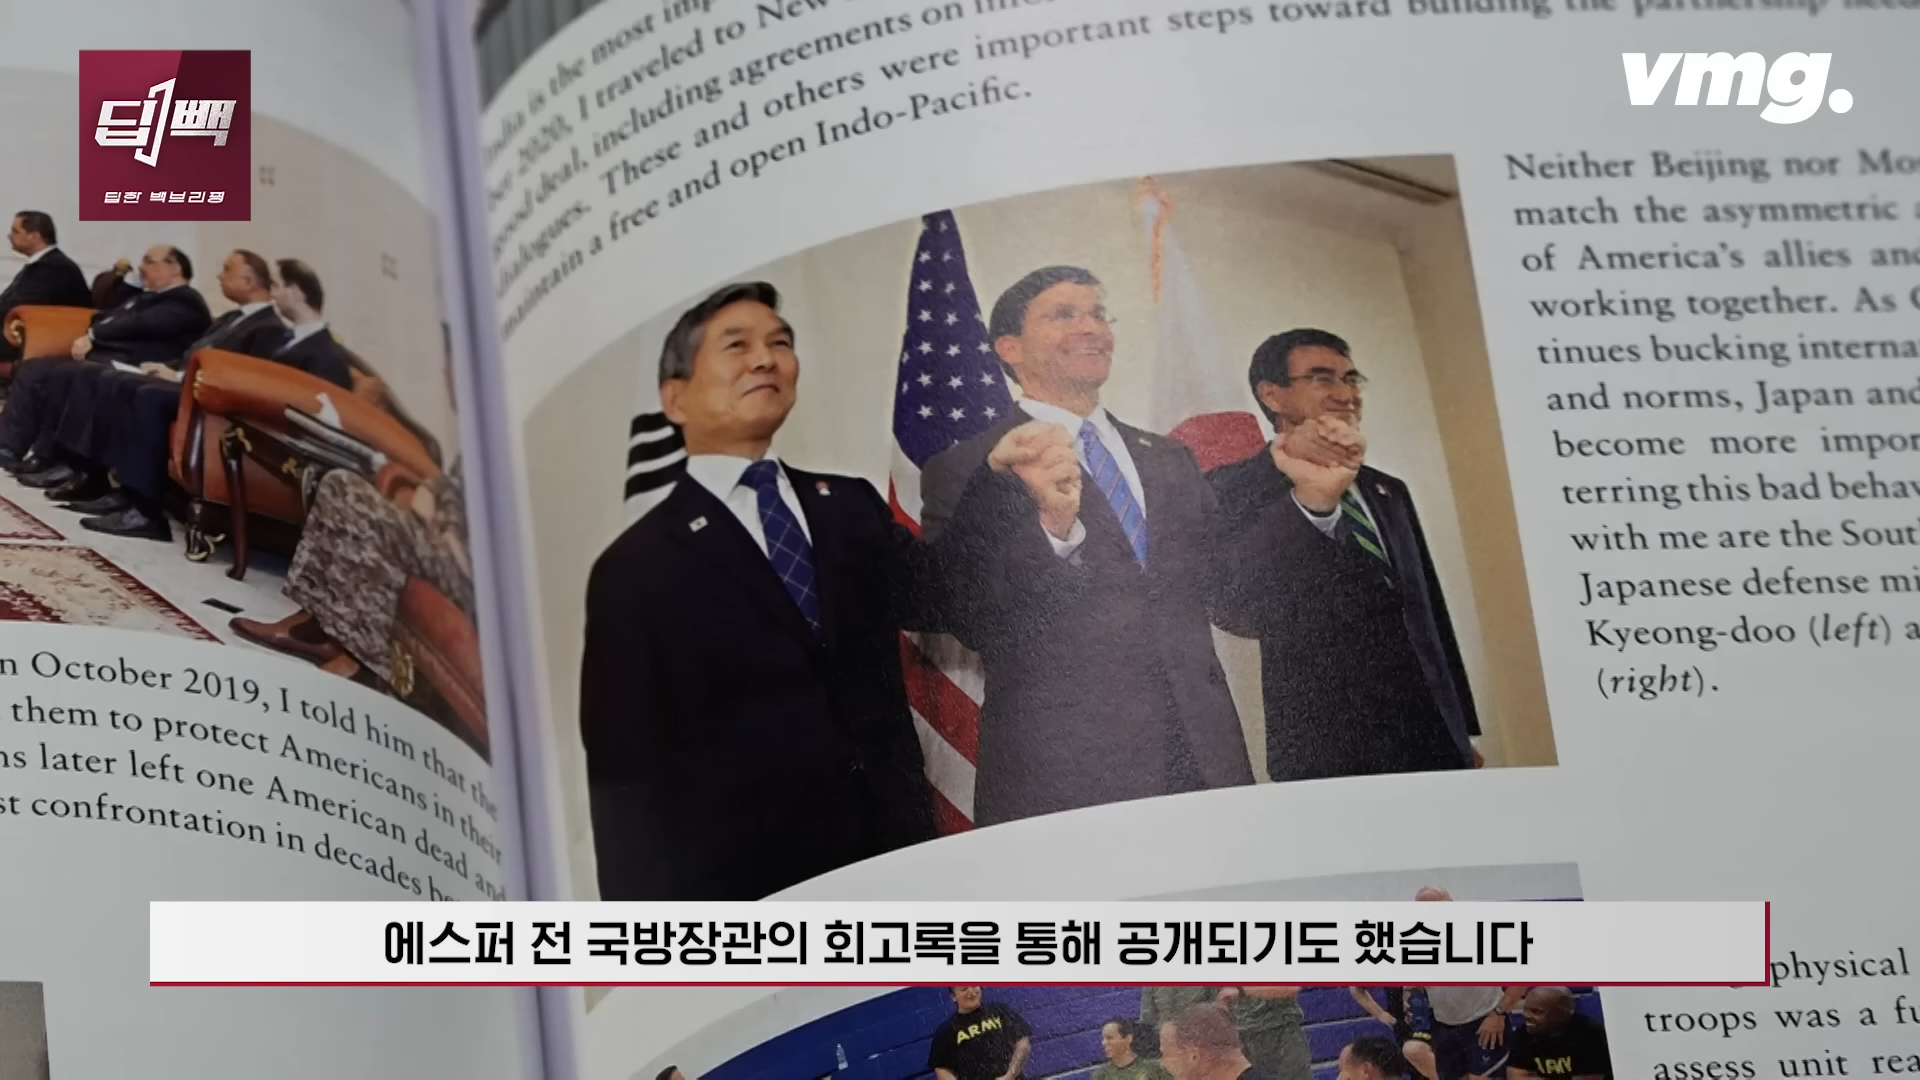 딥빽
딥한 백브리핑
vmg.
is the most
2020, I traveled to New
good deal, including agreements on
dialogues. These and others were important steps toward building the partnership
maintain a free and open Indo-Pacific.
Neither Beijing nor
match the asymmetric
of America's allies and
working together. As
tinues bucking interna
and norms, Japan and
become more impor
terring this bad behav
with me are the Sout
Japanese defense mi
Kyeong-doo (left) a
(right).
n October 2019, I told him that the
them to protect Americans in their
ns later left one American dead and
st confrontation in decades
에스퍼 전 국방장관의 회고록을 통해 공개되기도 했습니다
ARMY
physical
troops was a fu
assess unit rea